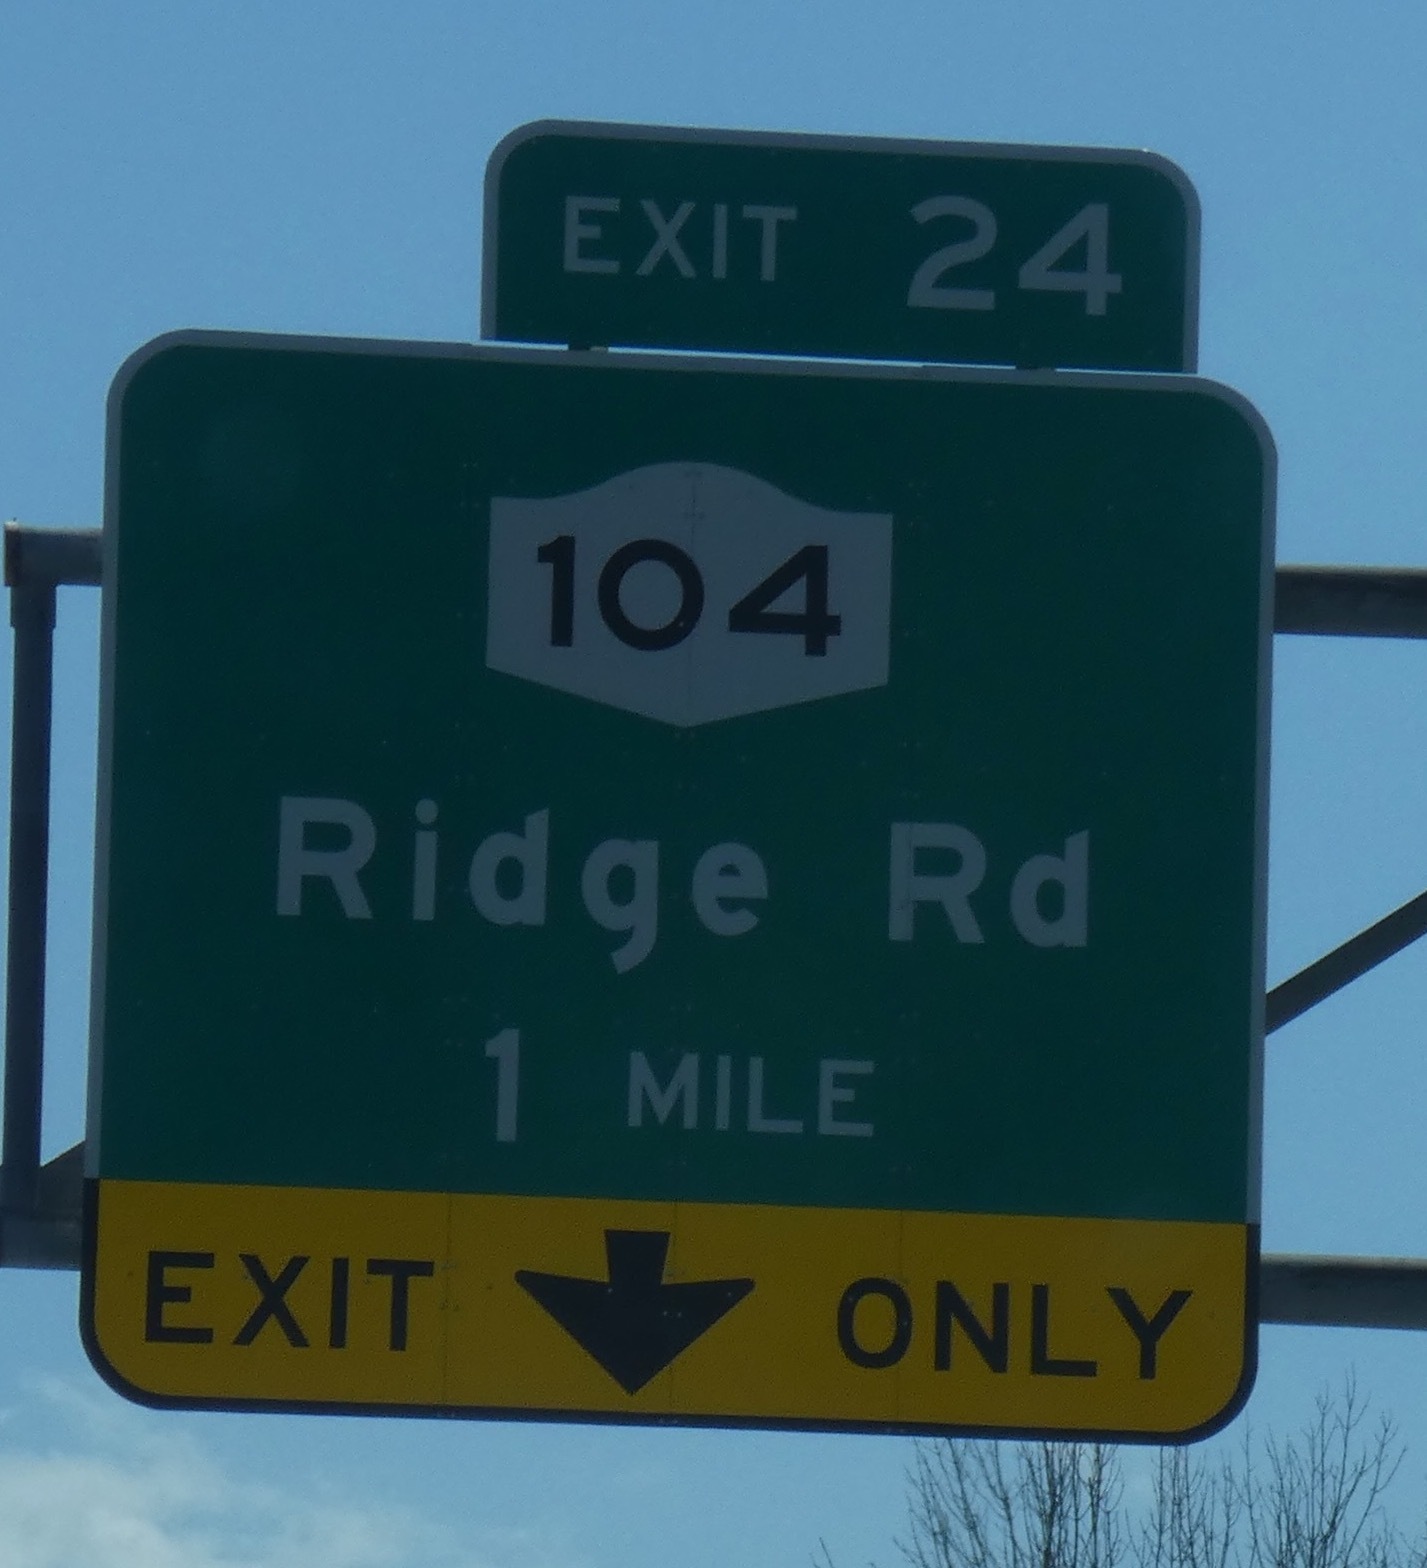 EXIT 24
104
Ridge Rd
1 MILE
EXIT ONLY